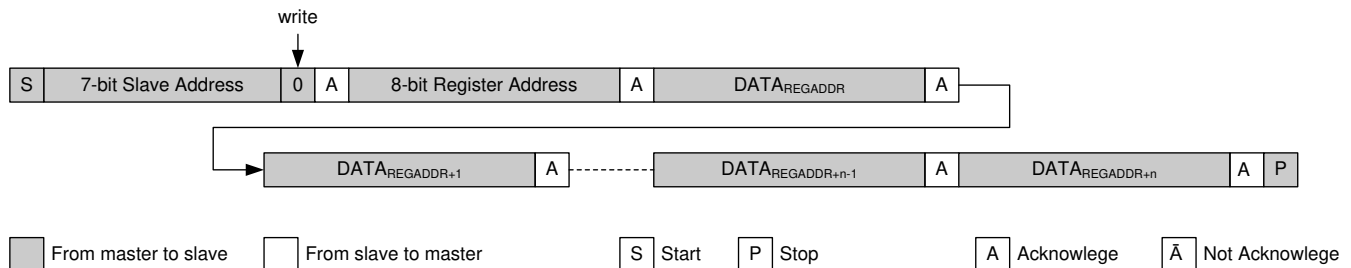 write
S 7-bit Slave Address 0 A 8-bit Register Address A DATAREGADDR A
DATAREGADDR+1 A DATAREGADDR+n-1 A DATAREGADDR+n A P
From master to slave From slave to master S Start P Stop A Acknowlege Ā Not Acknowlege